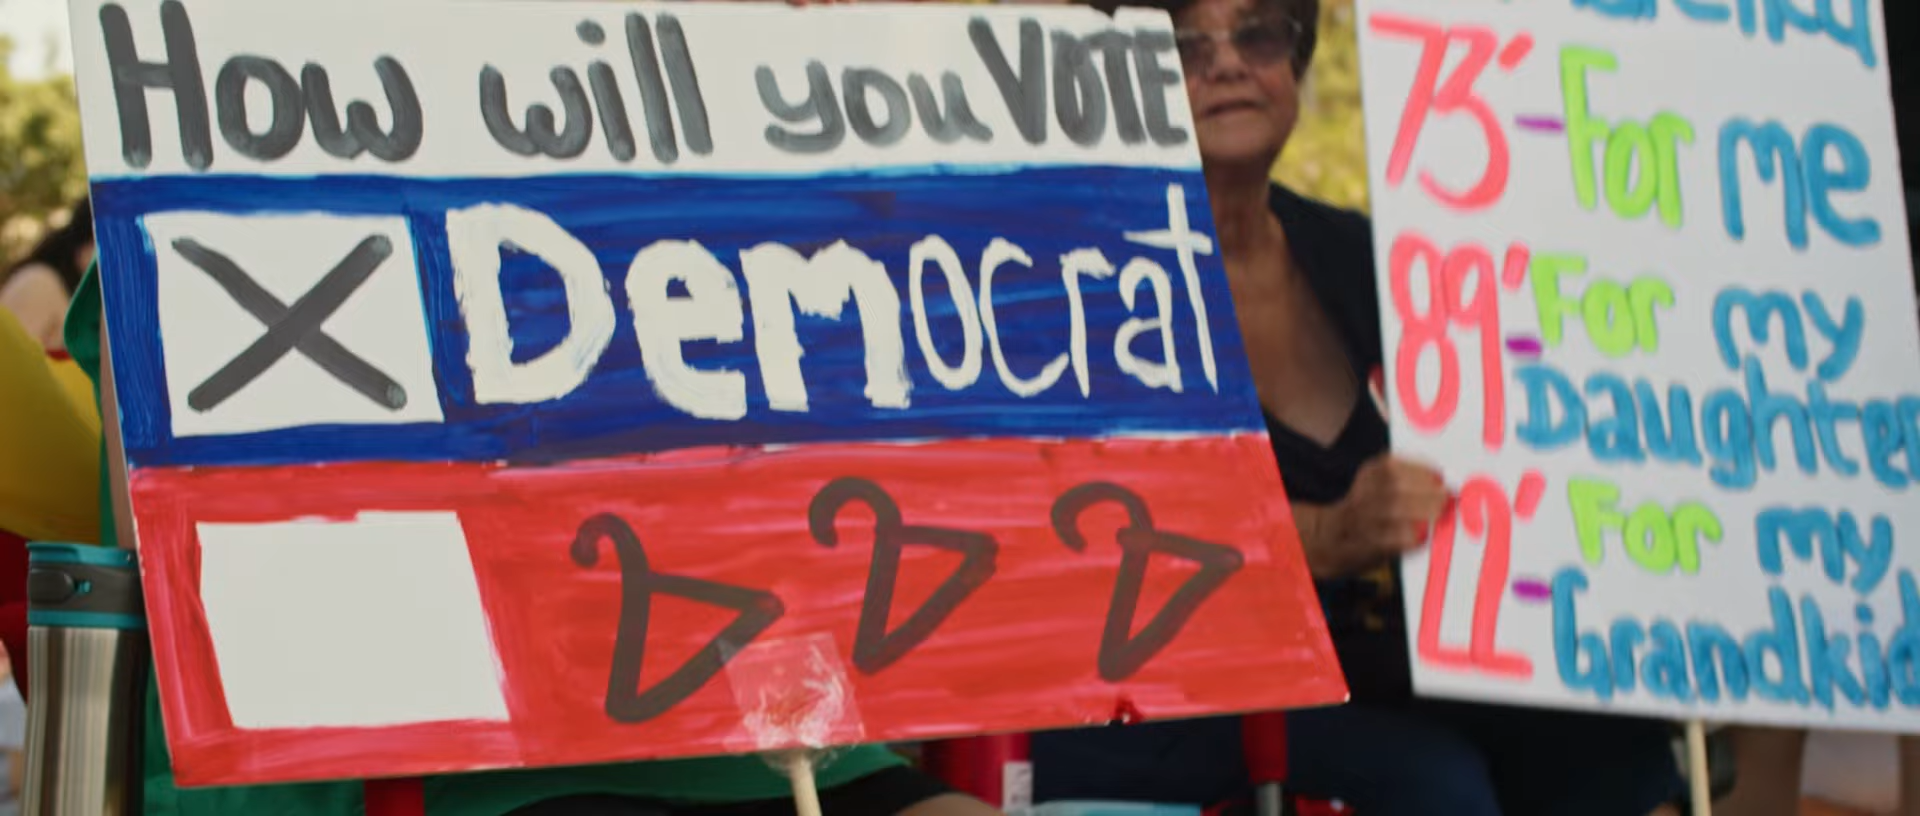 How will you VOTE
Democrat
73' - For me
89' - For my
Daughter
22' - For my
Grandkid